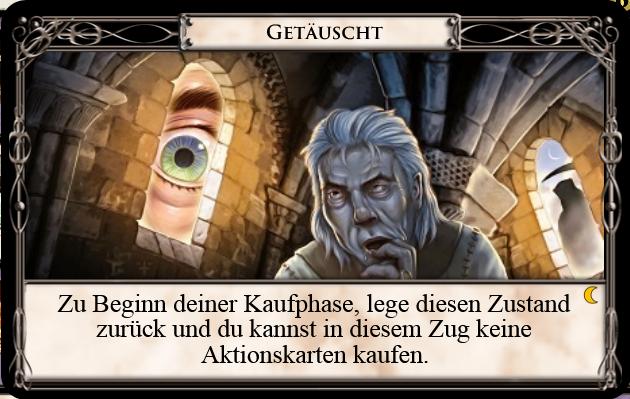 Getäuscht
Zu Beginn deiner Kaufphase, lege diesen Zustand
zurück und du kannst in diesem Zug keine
Aktionskarten kaufen.